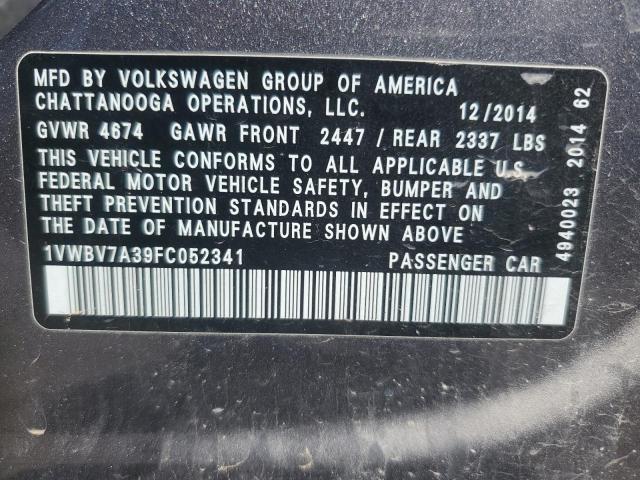 MFD BY VOLKSWAGEN GROUP OF AMERICA
CHATTANOOGA OPERATIONS, LLC. 12/2014
GVWR 4674 GAWR FRONT 2447 / REAR 2337 LBS
THIS VEHICLE CONFORMS TO ALL APPLICABLE U.S.
FEDERAL MOTOR VEHICLE SAFETY, BUMPER AND
THEFT PREVENTION STANDARDS IN EFFECT ON
THE DATE OF MANUFACTURE SHOWN ABOVE.
1VWBV7A39FC052341 PASSENGER CAR
4940023 2014 62